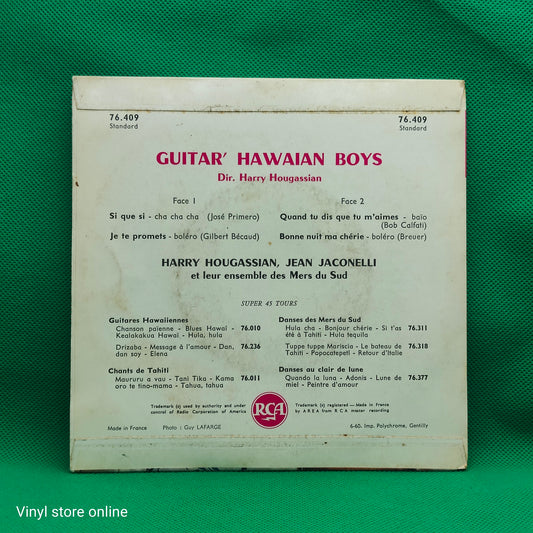 76.409
Standard
76.409
Standard
GUITAR' HAWAIAN BOYS
Dir. Harry Hougassian
Face 1
Si que si - cha cha cha (José Primero)
Je te promets - boléro (Gilbert Bécaud)
Face 2
Quand tu dis que tu m'aimes - baïo
(Bob Calfati)
Bonne nuit ma chérie - boléro (Breuer)
HARRY HOUGASSIAN, JEAN JACONELLI
et leur ensemble des Mers du Sud
SUPER 45 TOURS
Guitares Hawaiiennes
Chanson païenne - Blues Hawaï - 76.010
Kealakakua Hawaï - Hula, hula
Drizaba - Message à l'amour - Dan, 76.236
dan soy - Elena
Chants de Tahiti
Maururu a vau - Tani Tika - Kama 76.011
oro te fino-mama - Tahua, tahua
Danses des Mers du Sud
Hula cha - Bonjour chérie - Si t'as 76.311
été à Tahiti - Hula tequila
Tuppe tuppe Mariscia - Le bateau de 76.318
Tahiti - Popocatepetl - Retour d'Italie
Danses au clair de lune
Quando la luna - Adonis - Lune de 76.377
miel - Peintre d'amour
Trademark (s) used by authority and under
control of Radio Corporation of America
RCA
Trademark (s) registered — Made in France
by A R E A from R C A master recording
Made in France
Photo : Guy LAFARGE
6-60. Imp. Polychrome, Gentilly
Vinyl store online